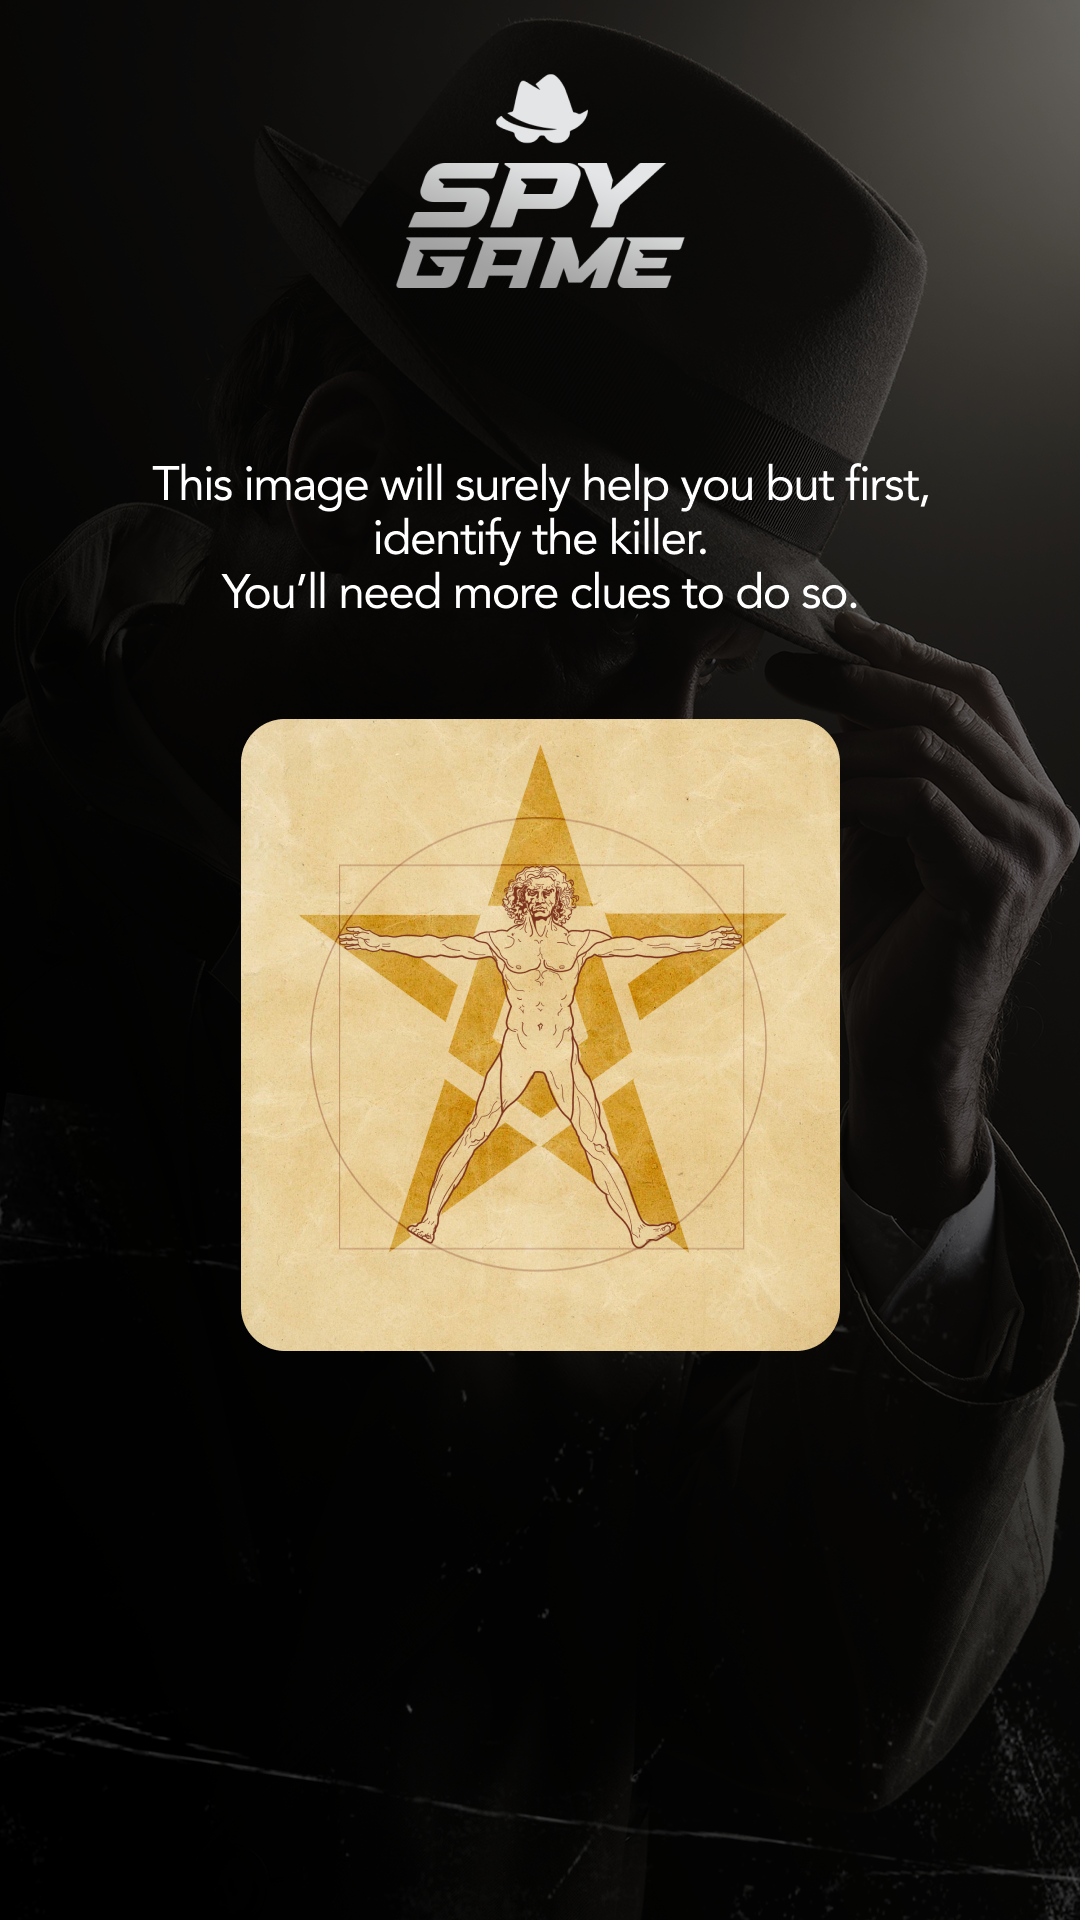 SPY
GAME
This image will surely help you but first,
identify the killer.
You’ll need more clues to do so.